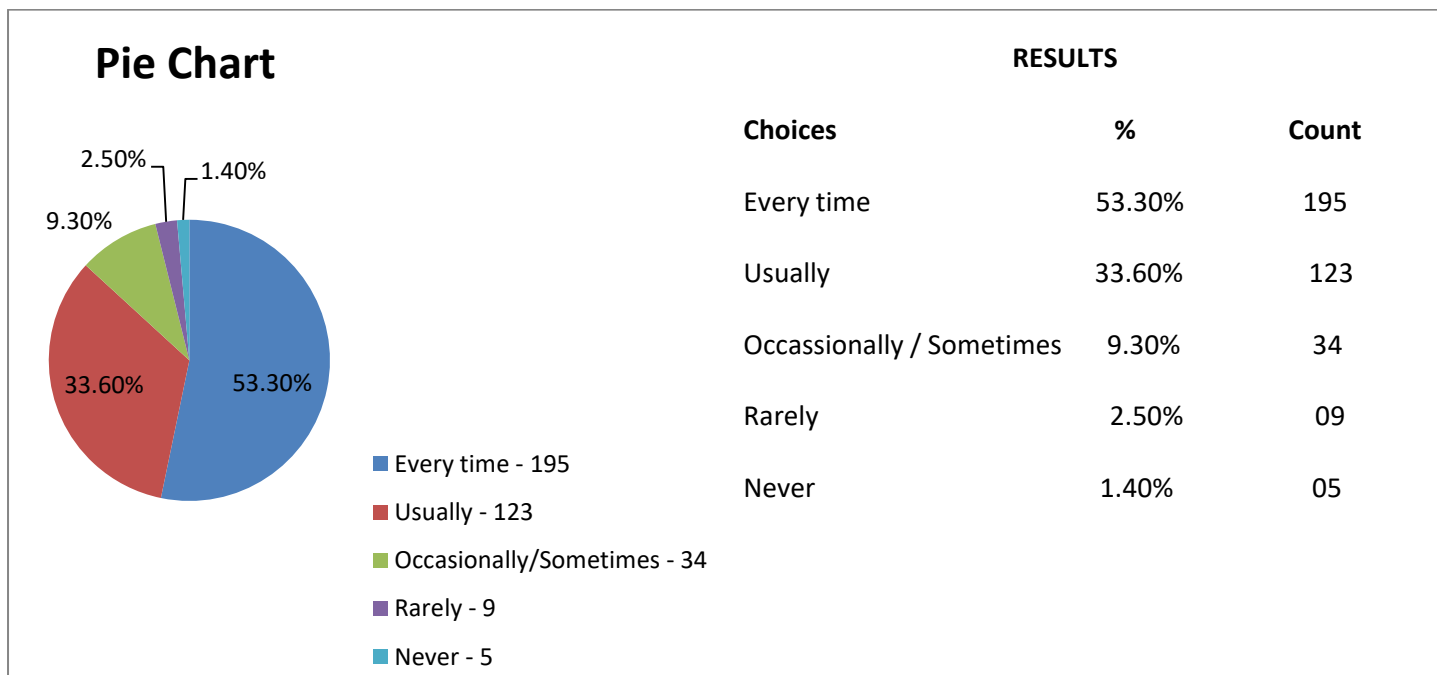 Pie Chart
2.50%
1.40%
9.30%
33.60%
53.30%
Every time - 195
Usually - 123
Occasionally/Sometimes - 34
Rarely - 9
Never - 5
RESULTS
Choices % Count
Every time 53.30% 195
Usually 33.60% 123
Occassionally / Sometimes 9.30% 34
Rarely 2.50% 09
Never 1.40% 05